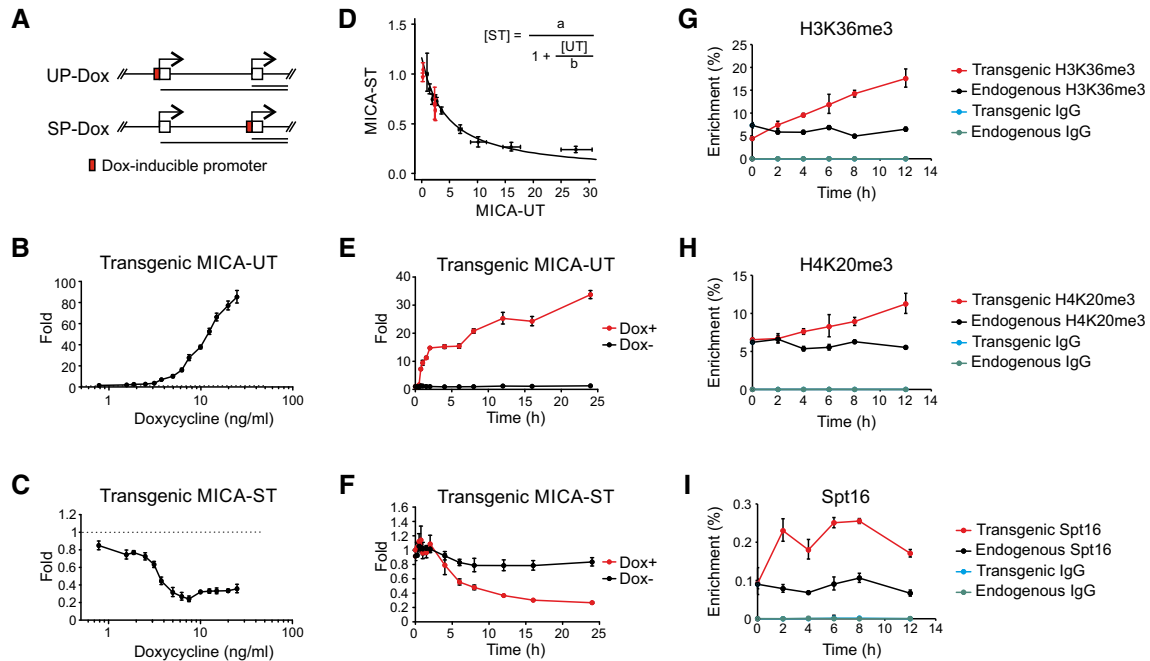 A
UP-Dox
SP-Dox
Dox-inducible promoter
B
Transgenic MICA-UT
Fold
100
80
60
40
20
0
1
10
100
Doxycycline (ng/ml)
C
Transgenic MICA-ST
Fold
1.2
1
0.8
0.6
0.4
0.2
0
1
10
100
Doxycycline (ng/ml)
D
MICA-ST
1.5
1.0
0.5
0.0
0
5
10
15
20
25
30
MICA-UT
[ST] = a
1 + [UT]
b
E
Transgenic MICA-UT
Fold
40
30
20
10
0
0
5
10
15
20
25
Time (h)
Dox+
Dox-
F
Transgenic MICA-ST
Fold
1.6
1.4
1.2
1
0.8
0.6
0.4
0.2
0
0
5
10
15
20
25
Time (h)
Dox+
Dox-
G
H3K36me3
Enrichment (%)
25
20
15
10
5
0
0
2
4
6
8
10
12
14
Time (h)
Transgenic H3K36me3
Endogenous H3K36me3
Transgenic IgG
Endogenous IgG
H
H4K20me3
Enrichment (%)
15
10
5
0
0
2
4
6
8
10
12
14
Time (h)
Transgenic H4K20me3
Endogenous H4K20me3
Transgenic IgG
Endogenous IgG
I
Spt16
Enrichment (%)
0.3
0.2
0.1
0
0
2
4
6
8
10
12
14
Time (h)
Transgenic Spt16
Endogenous Spt16
Transgenic IgG
Endogenous IgG